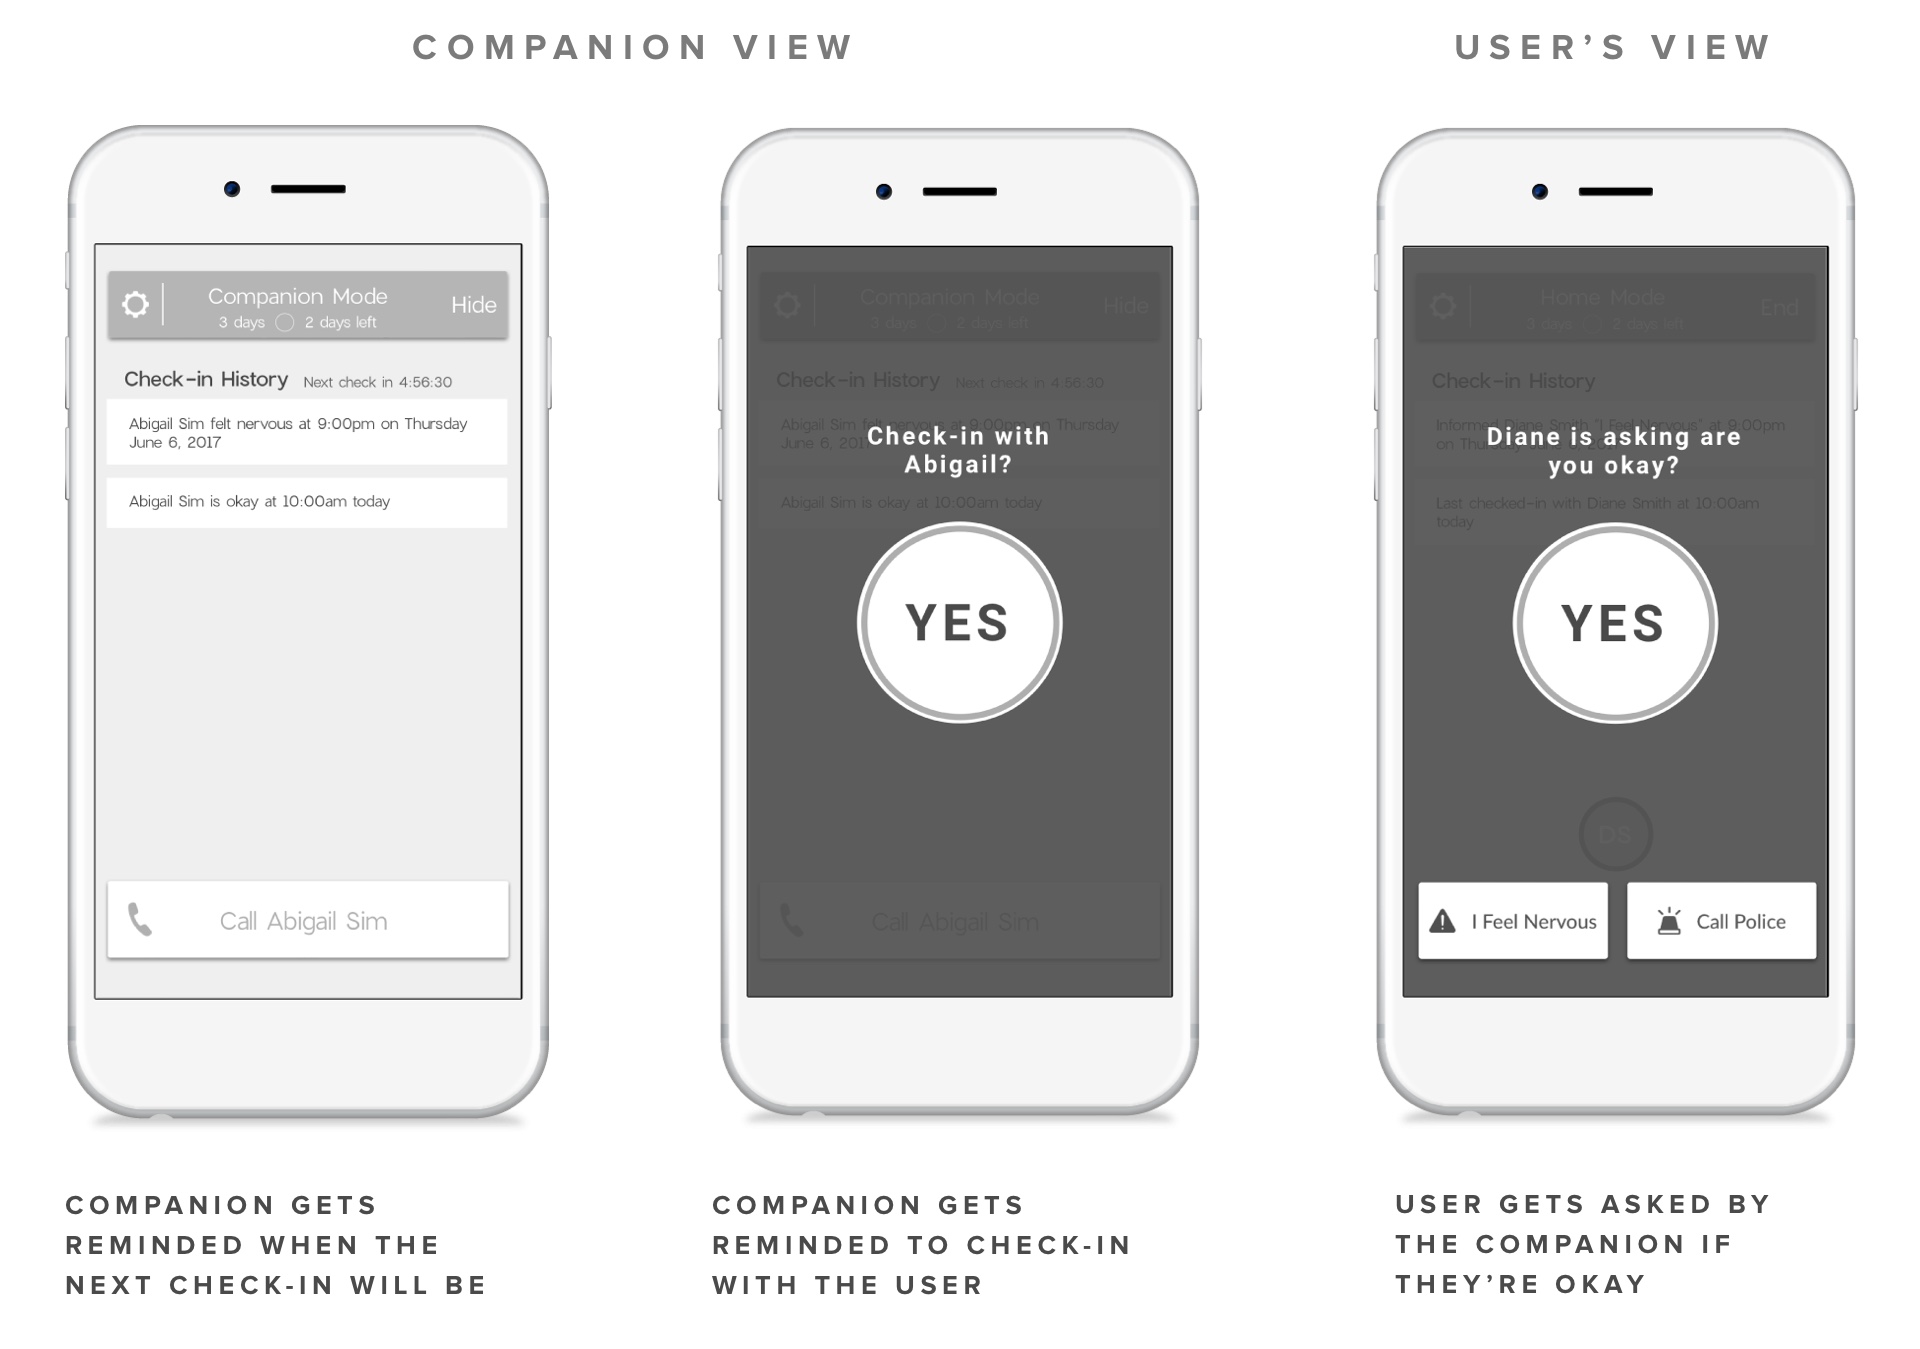 COMPANION VIEW
USER’S VIEW
Companion Mode
3 days 2 days left
Hide
Check-in History Next check in 4:56:30
Abigail Sim felt nervous at 9:00pm on Thursday
June 6, 2017
Abigail Sim is okay at 10:00am today
Call Abigail Sim
COMPANION GETS
REMINDED WHEN THE
NEXT CHECK-IN WILL BE
Companion Mode
3 days 2 days left
Hide
Check-in History Next check in 4:56:30
Abigail Sim felt nervous at 9:00pm on Thursday
June 6, 2017
Check-in with
Abigail?
Abigail Sim is okay at 10:00am today
YES
Call Abigail Sim
COMPANION GETS
REMINDED TO CHECK-IN
WITH THE USER
Home Mode
3 days 2 days left
End
Check-in History
Informed Diane Smith "I Feel Nervous" at 9:00pm
on Thursday June 6, 2017
Diane is asking are
you okay?
Last checked-in with Diane Smith at 10:00am
today
YES
DS
I Feel Nervous
Call Police
USER GETS ASKED BY
THE COMPANION IF
THEY’RE OKAY